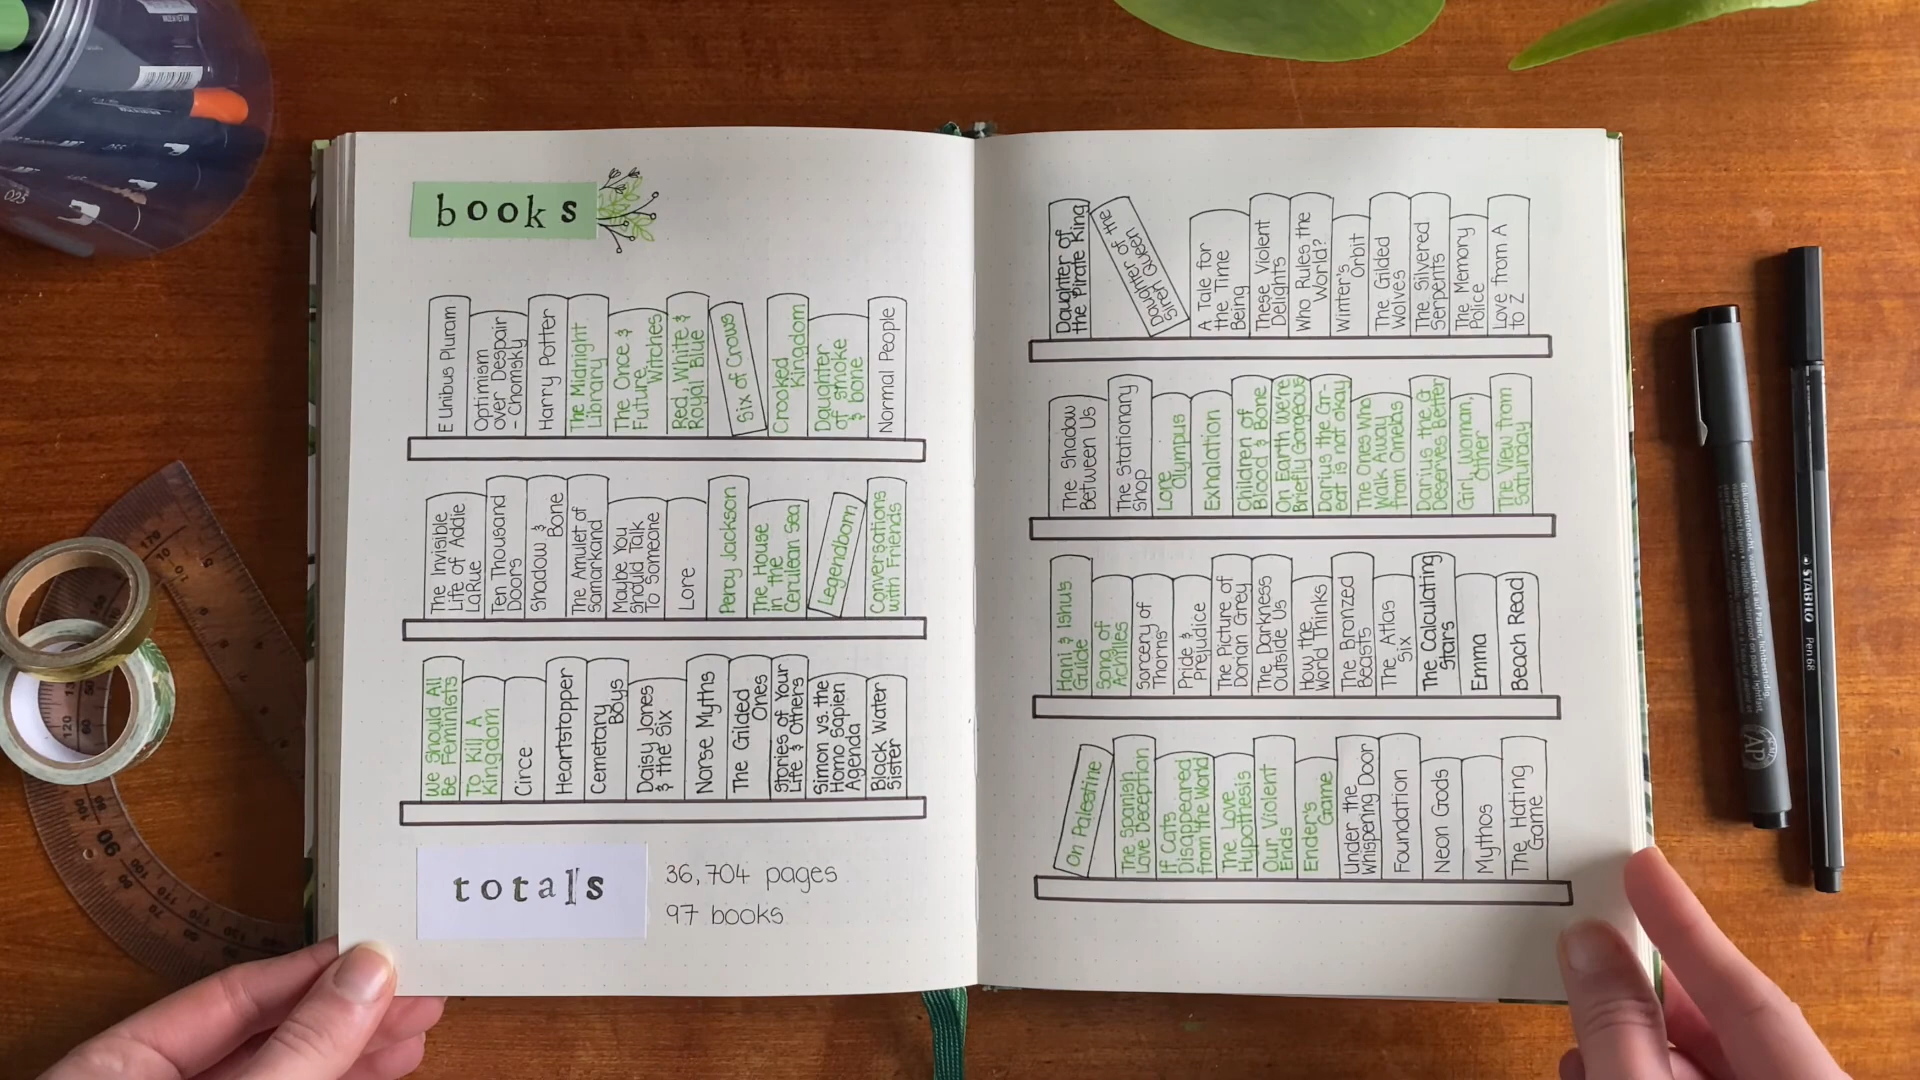 books
E Unibus Pluram
Optimism
over Despair
- Chomsky
Harry Potter
The Midnight
Library
The Once &
Future
Witches
Red, White &
Royal Blue
Six of Crows
Crooked
Kingdom
Daughter
of smoke
& bone
Normal People
The Invisible
Life of Addie
LaRue
Ten Thousand
Doors
Shadow &
Bone
The Amulet of
Samarkand
Maybe You
Should Talk
To Someone
Lore
Percy Jackson
The House
in the
Cerulean Sea
Legendborn
Conversations
with Friends
We Should All
Be Feminists
To Kill A
Kingdom
Circe
Heartstopper
Cemetary
Boys
Daisy Jones
& the Six
Norse Myths
The Gilded
Ones
Stories of Your
Life & Others
Simon vs. the
Homo Sapien
Agenda
Black Water
Sister
totals
36,704 pages
97 books
Daughter of
the Pirate King
Daughter of the
Siren Queen
A Tale for
the Time
Being
These Violent
Delights
Who Rules the
World?
Winter's
Orbit
The Gilded
Wolves
The Silvered
Serpents
The Memory
Police
Love from A
to Z
The Shadow
Between Us
The Stationary
Shop
Lore
Olympus
Exhalation
Children of
Blood & Bone
On Earth We're
Briefly Gorgeous
Darius the Gr-
eat is not okay
The Ones Who
Walk Away
from Omelas
Darius the G
Deserves Better
Girl, Woman,
Other
The View from
Saturday
Hani & Ishus
Guide
Song of
Achilles
Sorcery of
Thorns
Pride &
Prejudice
The Picture of
Dorian Grey
The Darkness
Outside Us
How the
World Thinks
The Bronzed
Beasts
The Atlas
Six
The Calculating
Stars
Emma
Beach Read
On Palestine
The Spanish
Love Deception
If Cats
Disappeared
from the World
The Love
Hypothesis
Our Violent
Ends
Ender's
Game
Under the
Whispering Door
Foundation
Neon Gods
Mythos
The Hating
Game
STABILO Pen 68